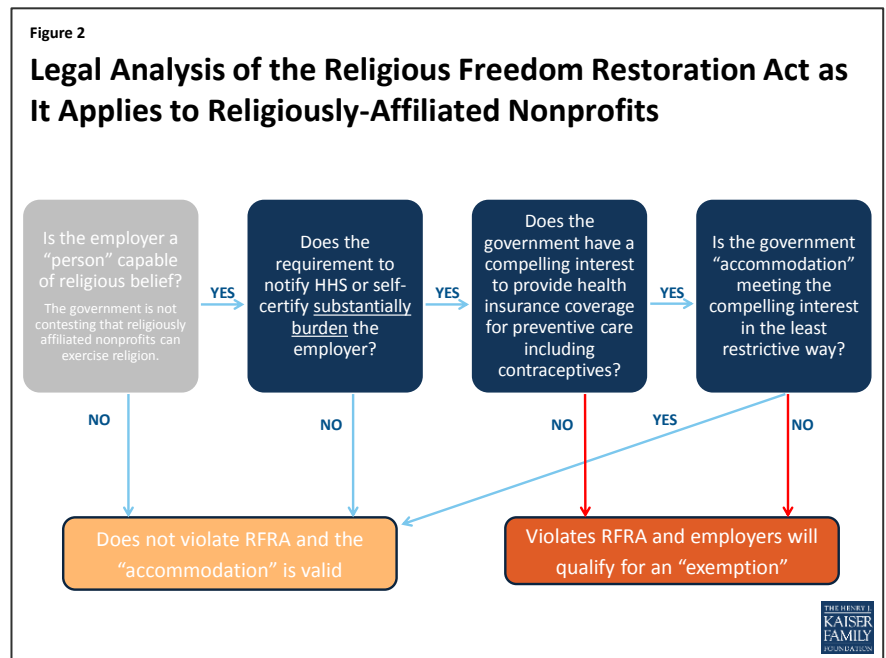 Figure 2
Legal Analysis of the Religious Freedom Restoration Act as
It Applies to Religiously-Affiliated Nonprofits
Is the employer a
“person” capable
of religious belief?
The government is not
contesting that religiously
affiliated nonprofits can
exercise religion.
YES
Does the
requirement to
notify HHS or self-
certify substantially
burden the
employer?
YES
Does the
government have a
compelling interest
to provide health
insurance coverage
for preventive care
including
contraceptives?
YES
Is the government
“accommodation”
meeting the
compelling interest
in the least
restrictive way?
NO
NO
NO
YES
NO
Does not violate RFRA and the
“accommodation” is valid
Violates RFRA and employers will
qualify for an “exemption”
THE HENRY J.
KAISER
FAMILY
FOUNDATION